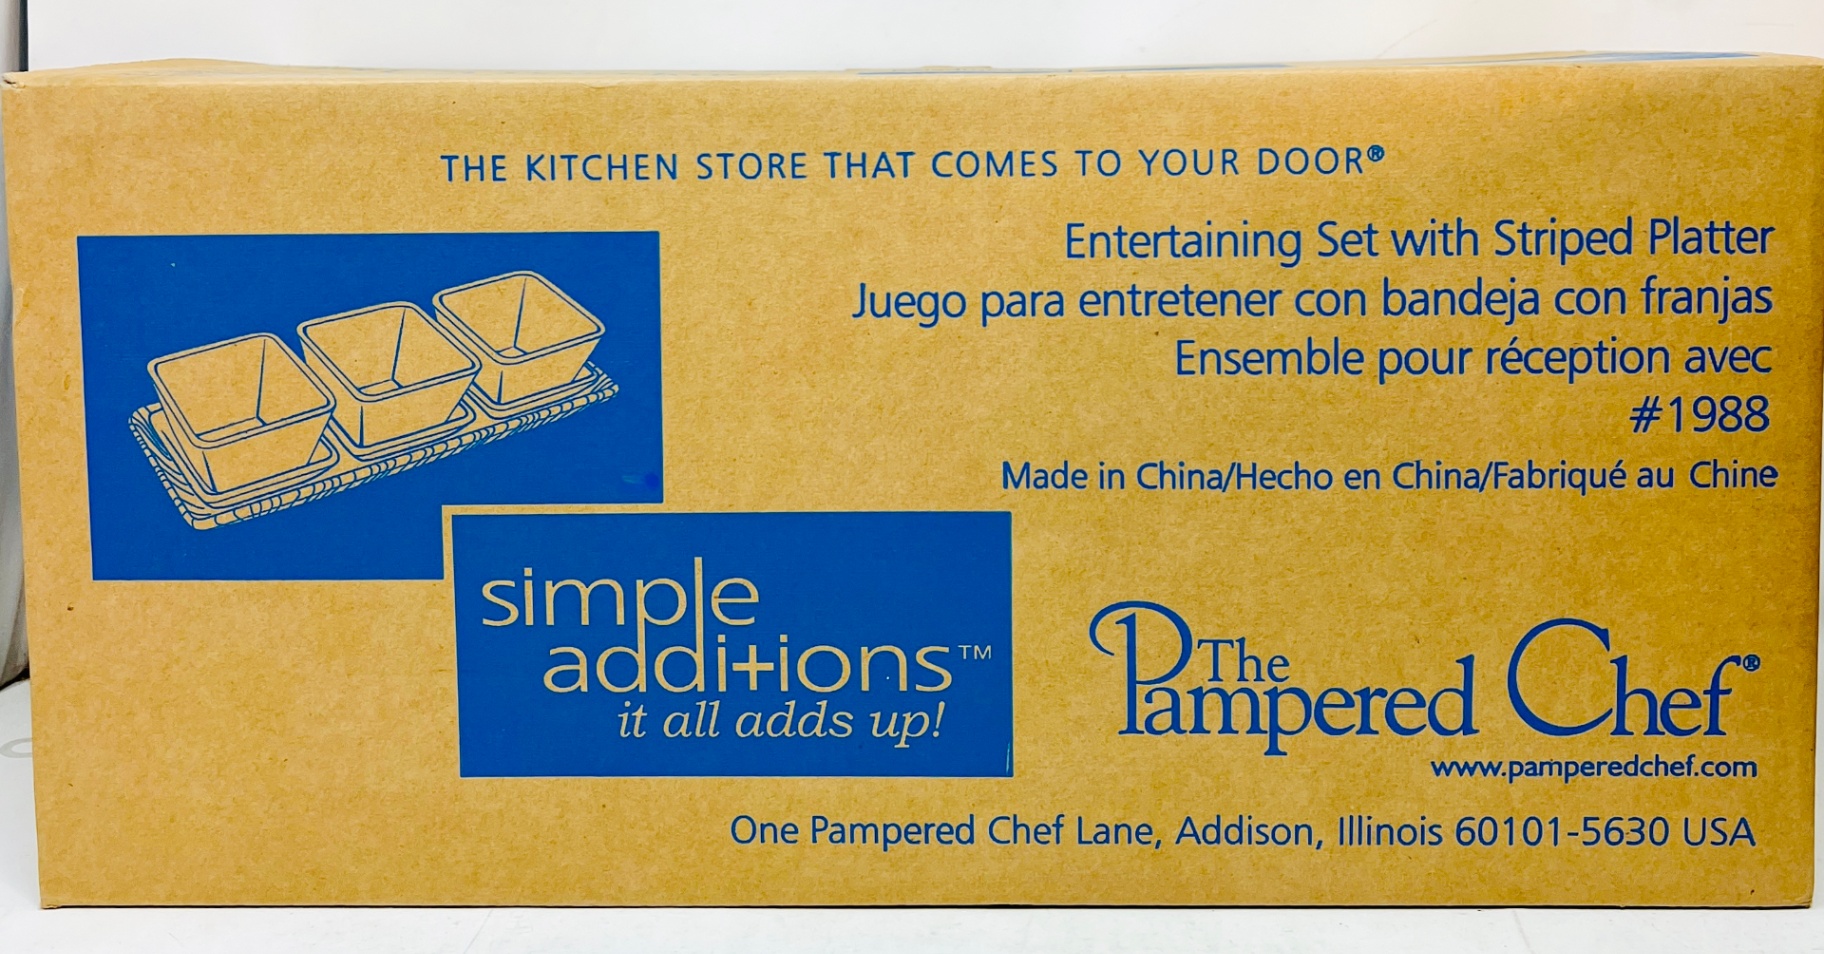 THE KITCHEN STORE THAT COMES TO YOUR DOOR®
Entertaining Set with Striped Platter
Juego para entretener con bandeja con franjas
Ensemble pour réception avec
#1988
Made in China/Hecho en China/Fabriqué au Chine
simple
additions™
it all adds up!
The
Pampered Chef®
www.pamperedchef.com
One Pampered Chef Lane, Addison, Illinois 60101-5630 USA